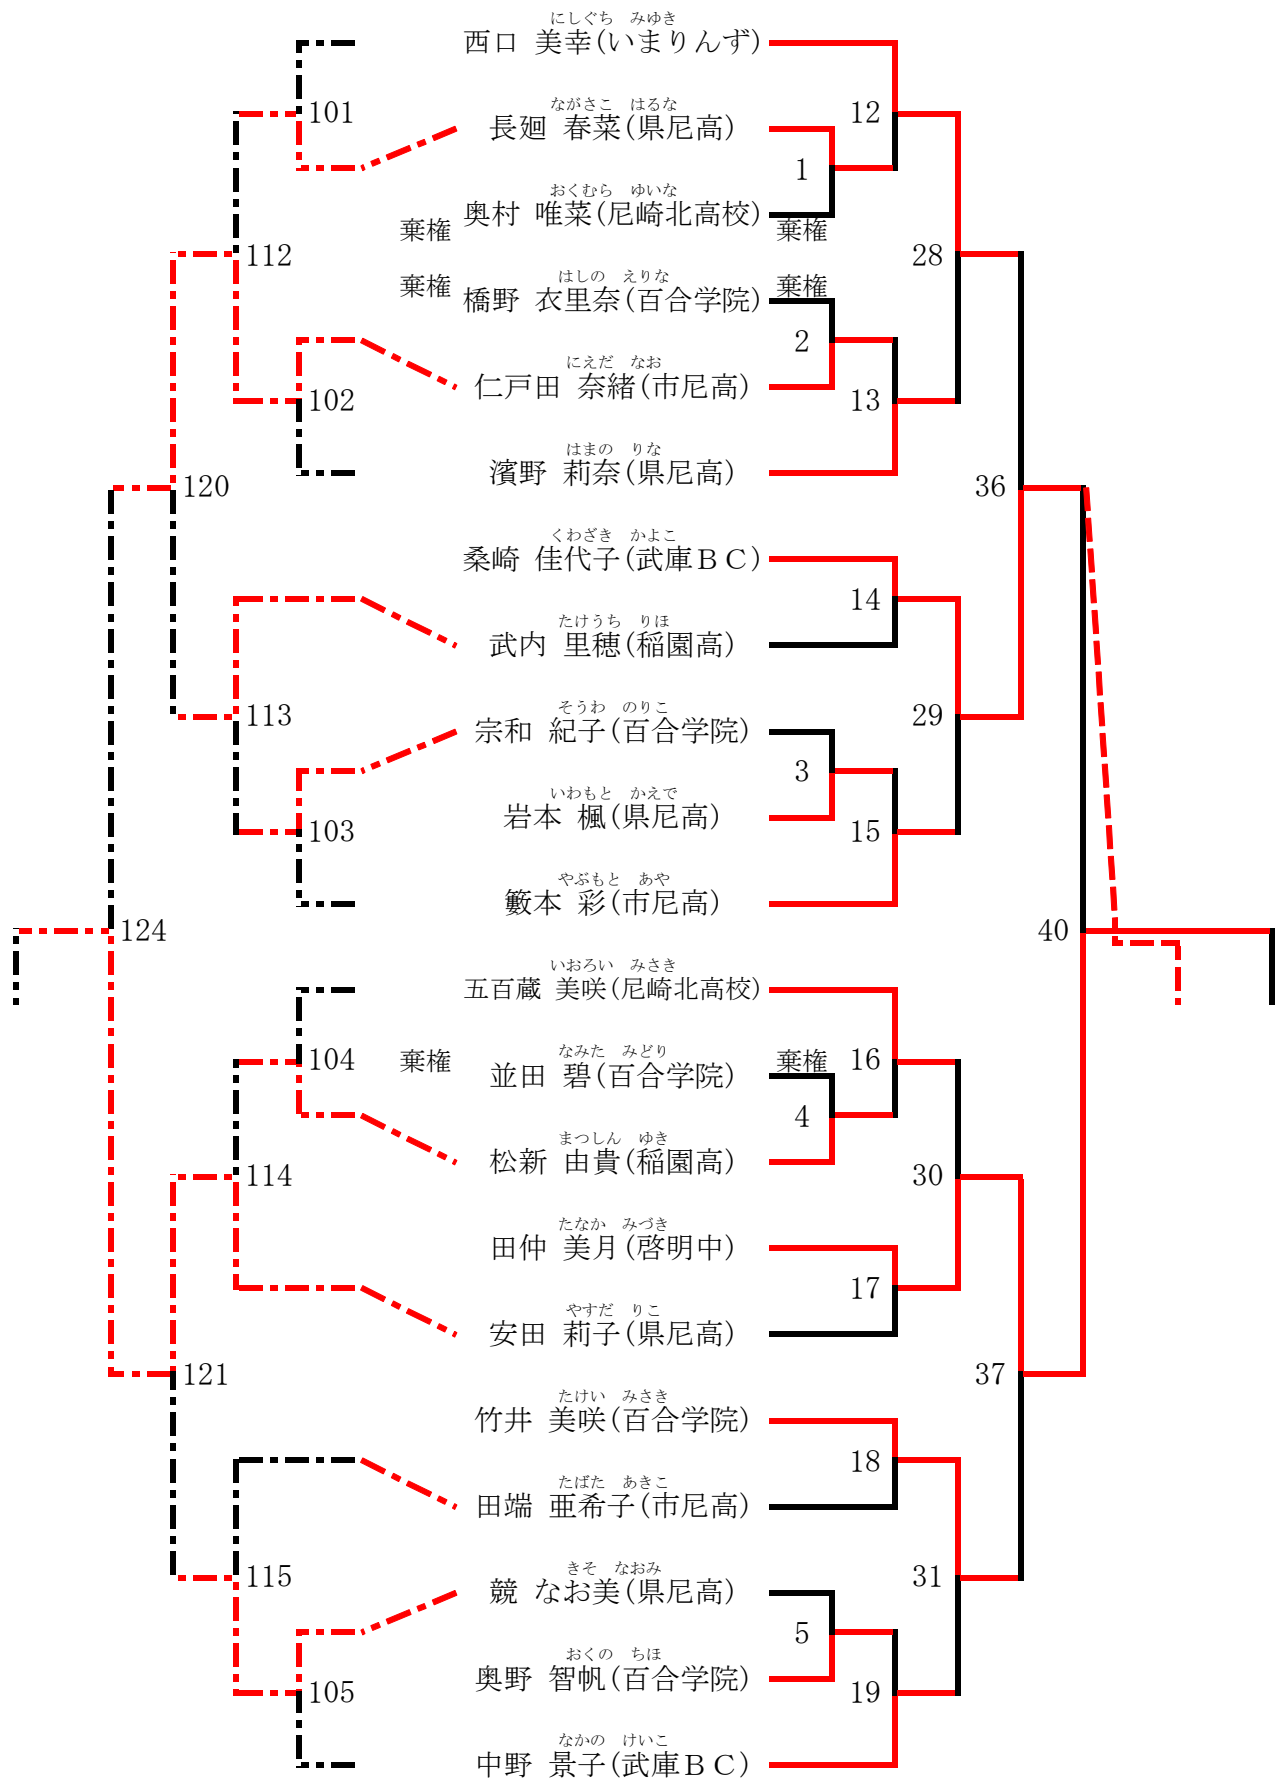 にしぐち みゆき
西口 美幸(いまりんず)
101
12
ながさこ はるな
長廻 春菜(県尼高)
1
おくむら ゆいな
棄権 奥村 唯菜(尼崎北高校) 棄権
112
28
はしの えりな
棄権 橋野 衣里奈(百合学院) 棄権
2
にえだ なお
仁戸田 奈緒(市尼高)
102
13
はまの りな
濱野 莉奈(県尼高)
120
36
くわざき かよこ
桑崎 佳代子(武庫BC)
14
たけうち りほ
武内 里穂(稲園高)
113
29
そうわ のりこ
宗和 紀子(百合学院)
3
いわもと かえで
岩本 楓(県尼高)
103
15
やぶもと あや
籔本 彩(市尼高)
124
40
いおろい みさき
五百蔵 美咲(尼崎北高校)
104
16
なみた みどり
棄権 並田 碧(百合学院) 棄権
4
まつしん ゆき
松新 由貴(稲園高)
114
30
たなか みづき
田仲 美月(啓明中)
17
やすだ りこ
安田 莉子(県尼高)
121
37
たけい みさき
竹井 美咲(百合学院)
18
たばた あきこ
田端 亜希子(市尼高)
115
31
きそ なおみ
競 なお美(県尼高)
5
おくの ちほ
奥野 智帆(百合学院)
105
19
なかの けいこ
中野 景子(武庫BC)